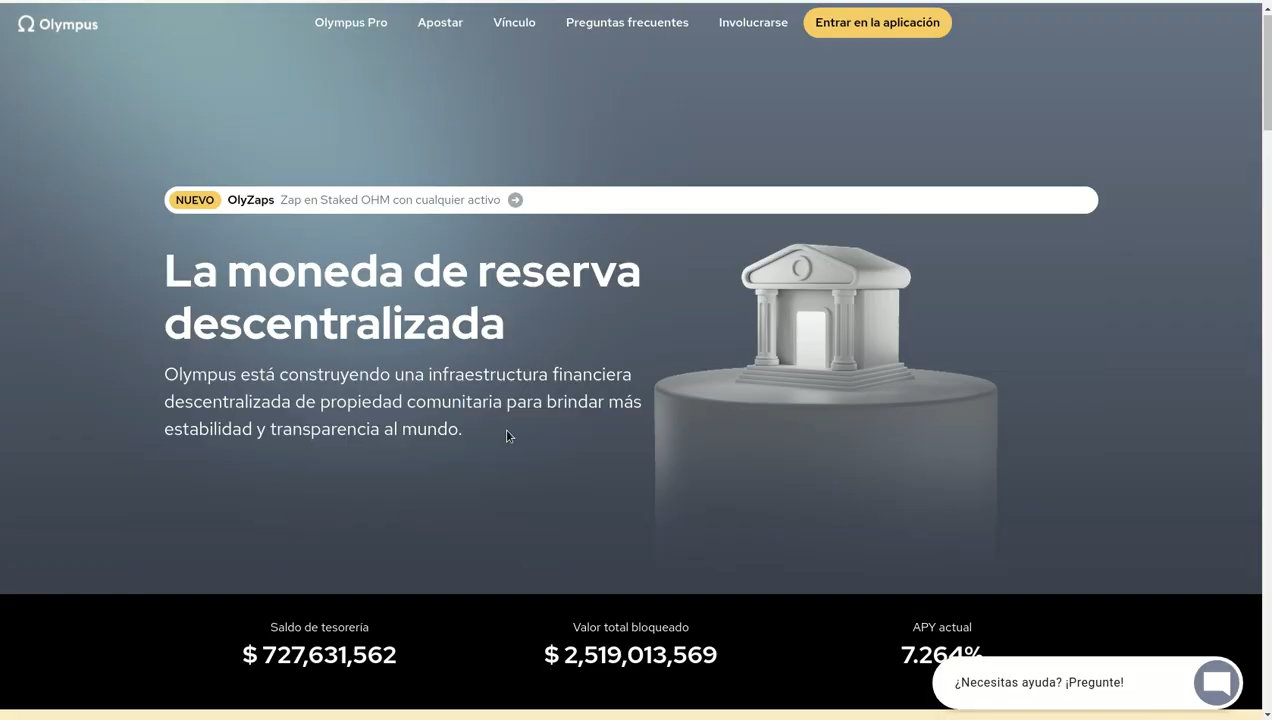 Olympus
Olympus Pro Apostar Vínculo Preguntas frecuentes Involucrarse Entrar en la aplicación
NUEVO OlyZaps Zap en Staked OHM con cualquier activo
La moneda de reserva
descentralizada
Olympus está construyendo una infraestructura financiera
descentralizada de propiedad comunitaria para brindar más
estabilidad y transparencia al mundo.
Saldo de tesorería Valor total bloqueado APY actual
$ 727,631,562 $ 2,519,013,569 7.264%
¿Necesitas ayuda? ¡Pregunte!